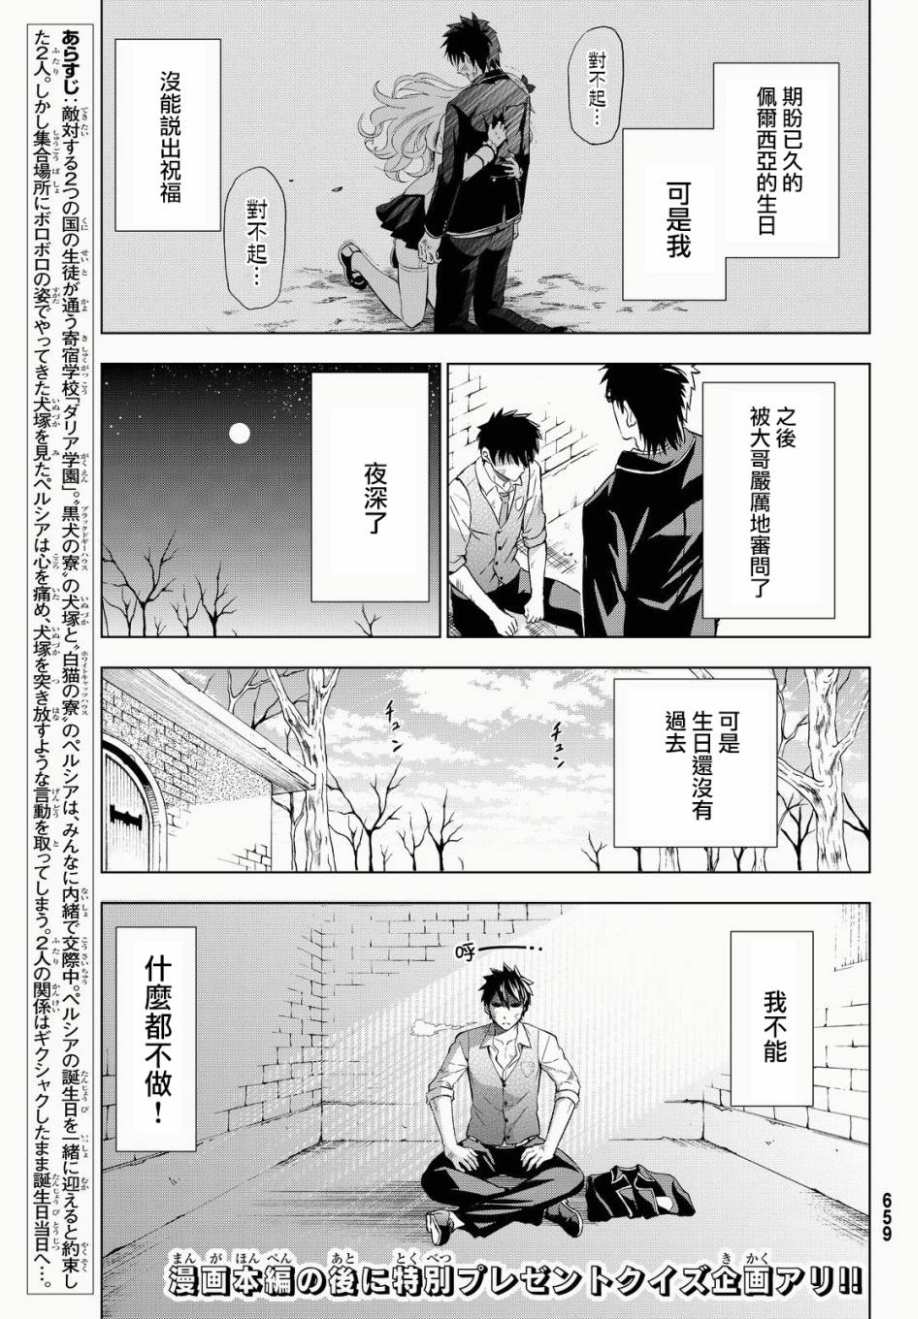 期盼已久的
佩爾西亞的生日
可是我
對不起…
對不起…
沒能説出祝福
之後
被大哥嚴厲地審問了
夜深了
可是
生日還沒有
過去
チュン
チュン
我不能
呼
什麼都不做！
漫画本編の後に特別プレゼントクイズ企画アリ!!
659
あらすじ：敵対する2つの国の生徒が通う寄宿学校「ダリア学園」。〝黒犬の寮〟の犬塚と〝白猫の寮〟のペルシアは、みんなに内緒で交際中。ペルシアの誕生日を一緒に迎えると約束し
た2人。しかし集合場所にボロボロの姿でやってきた犬塚を見たペルシアは心を痛め、犬塚を突き放すような言動を取ってしまう。2人の関係はギクシャクしたまま誕生日当日へ…。